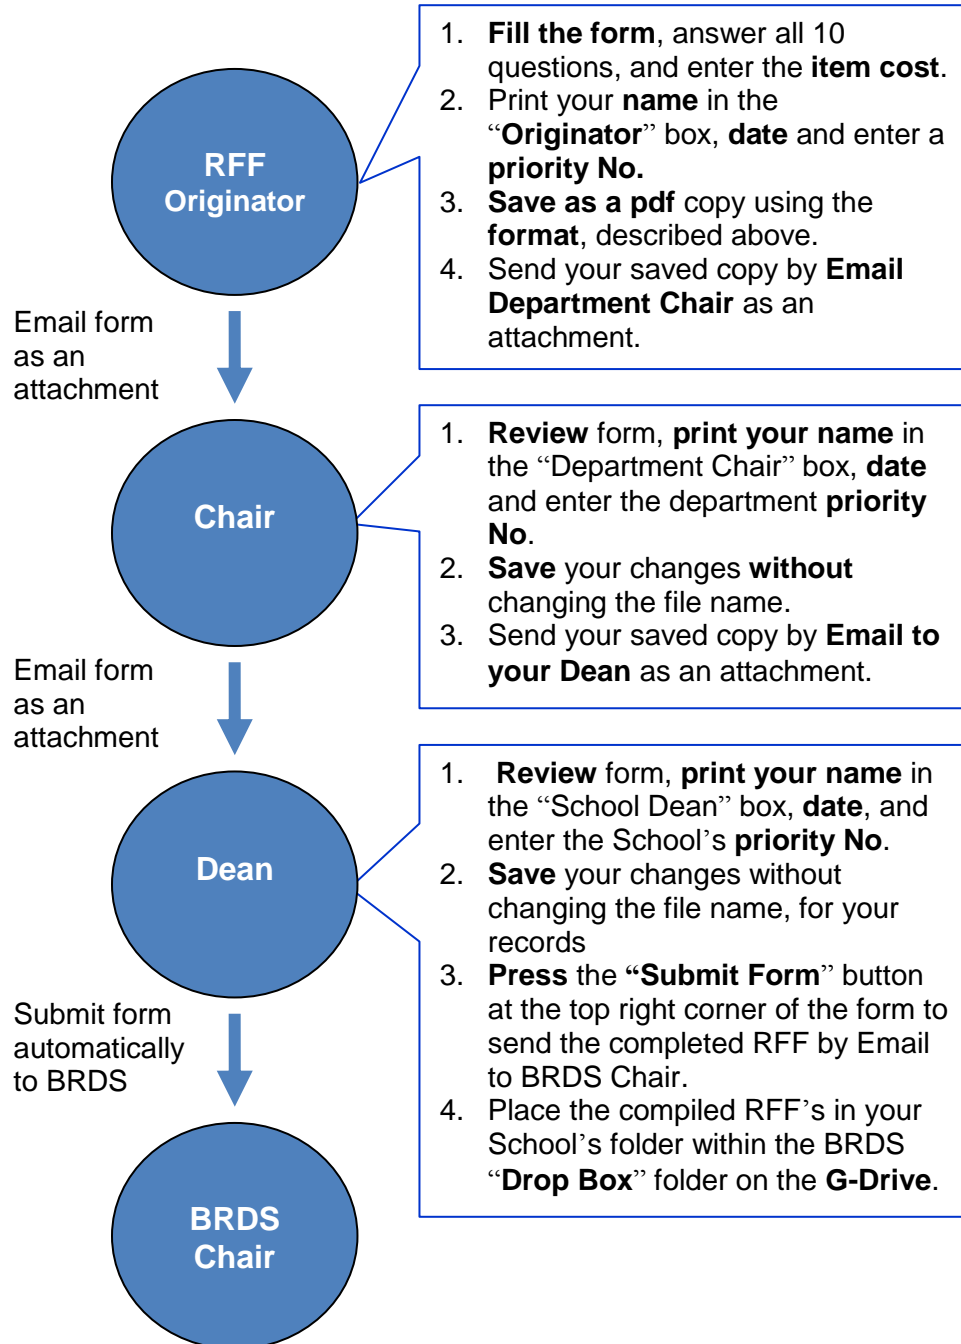 RFF
Originator
1. Fill the form, answer all 10
questions, and enter the item cost.
2. Print your name in the
“Originator” box, date and enter a
priority No.
3. Save as a pdf copy using the
format, described above.
4. Send your saved copy by Email
Department Chair as an
attachment.
Email form
as an
attachment
Chair
1. Review form, print your name in
the “Department Chair” box, date
and enter the department priority
No.
2. Save your changes without
changing the file name.
3. Send your saved copy by Email to
your Dean as an attachment.
Email form
as an
attachment
Dean
1. Review form, print your name in
the “School Dean” box, date, and
enter the School’s priority No.
2. Save your changes without
changing the file name, for your
records
3. Press the “Submit Form” button
at the top right corner of the form to
send the completed RFF by Email
to BRDS Chair.
4. Place the compiled RFF’s in your
School’s folder within the BRDS
“Drop Box” folder on the G-Drive.
Submit form
automatically
to BRDS
BRDS
Chair